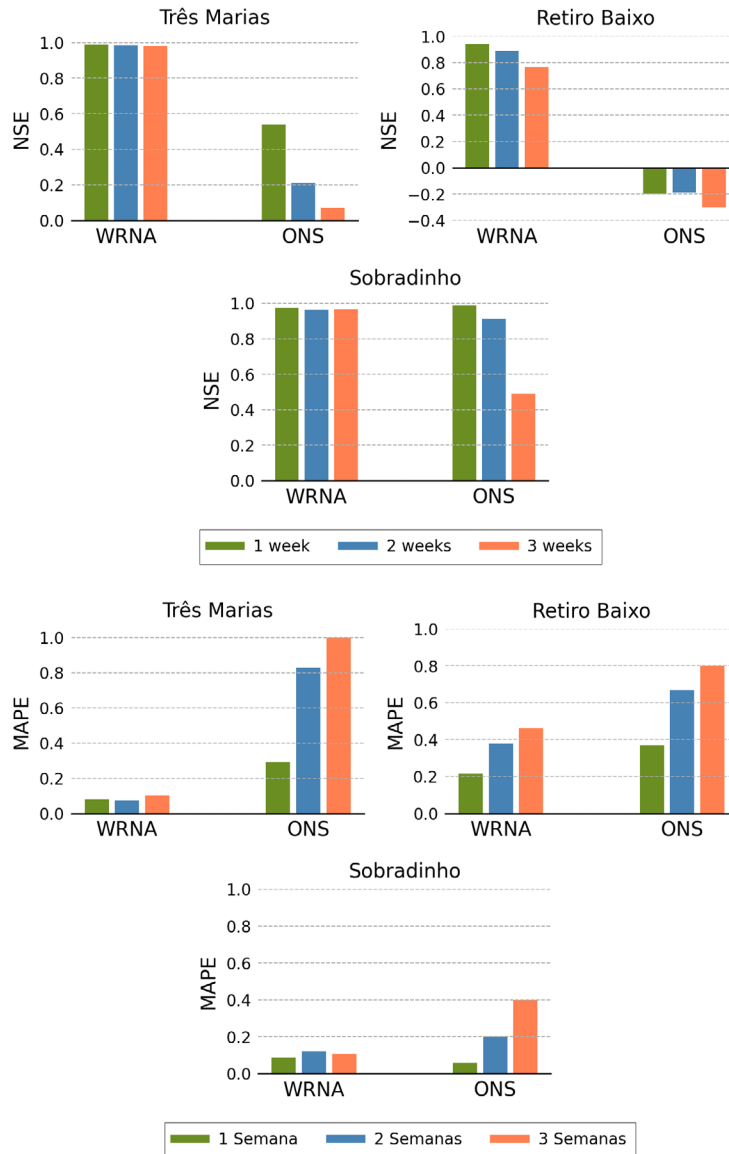 Três Marias
NSE
1.0
0.8
0.6
0.4
0.2
0.0
WRNA ONS
Retiro Baixo
NSE
1.0
0.8
0.6
0.4
0.2
0.0
−0.2
−0.4
WRNA ONS
Sobradinho
NSE
1.0
0.8
0.6
0.4
0.2
0.0
WRNA ONS
1 week 2 weeks 3 weeks
Três Marias
MAPE
1.0
0.8
0.6
0.4
0.2
0.0
WRNA ONS
Retiro Baixo
MAPE
1.0
0.8
0.6
0.4
0.2
0.0
WRNA ONS
Sobradinho
MAPE
1.0
0.8
0.6
0.4
0.2
0.0
WRNA ONS
1 Semana 2 Semanas 3 Semanas